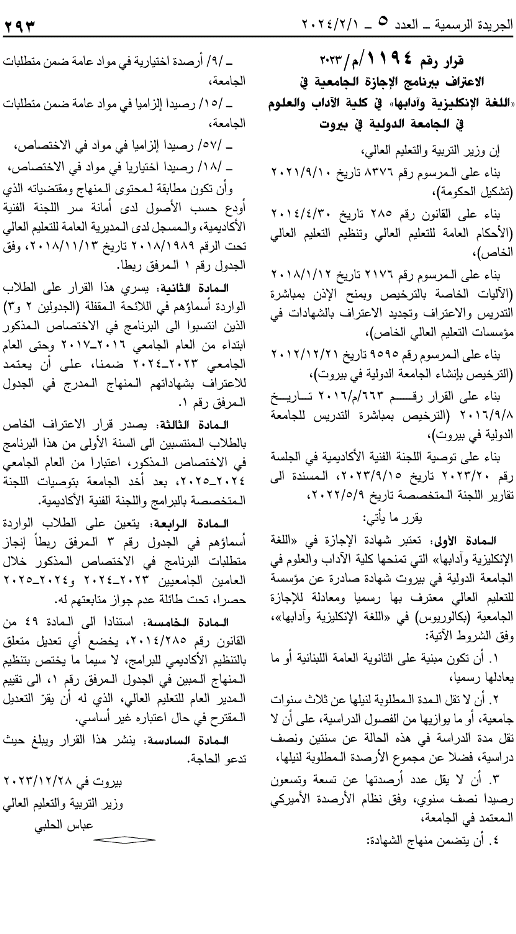 الجريدة الرسمية ــ العدد ٥ ــ ٢٠٢٤/٢/١
٢٩٣
قرار رقم ١١٩٤/م/٢٠٢٣
الاعتراف ببرنامج الإجازة الجامعية في
«اللغة الإنكليزية وآدابها» في كلية الآداب والعلوم
في الجامعة الدولية في بيروت
إن وزير التربية والتعليم العالي،
بناء على المرسوم رقم ٨٣٧٦ تاريخ ٢٠٢١/٩/١٠
(تشكيل الحكومة)،
بناء على القانون رقم ٢٨٥ تاريخ ٢٠١٤/٤/٣٠
(الأحكام العامة للتعليم العالي وتنظيم التعليم العالي
الخاص)،
بناء على المرسوم رقم ٢١٧٦ تاريخ ٢٠١٨/١/١٢
(الآليات الخاصة بالترخيص وبمنح الإذن بمباشرة
التدريس والاعتراف وتجديد الاعتراف بالشهادات في
مؤسسات التعليم العالي الخاص)،
بناء على المرسوم رقم ٩٥٩٥ تاريخ ٢٠١٢/١٢/٢١
(الترخيص بإنشاء الجامعة الدولية في بيروت)،
بناء على القرار رقـــم ٦٦٣/م/٢٠١٦ تـــاريـــخ
٢٠١٦/٩/٨ (الترخيص بمباشرة التدريس للجامعة
الدولية في بيروت)،
بناء على توصية اللجنة الفنية الأكاديمية في الجلسة
رقم ٢٠٢٣/٢٠ تاريخ ٢٠٢٣/٩/١٥، المسندة الى
تقارير اللجنة المتخصصة تاريخ ٢٠٢٢/٥/٩،
يقرر ما يأتي:
المادة الأولى: تعتبر شهادة الإجازة في «اللغة
الإنكليزية وآدابها» التي تمنحها كلية الآداب والعلوم في
الجامعة الدولية في بيروت شهادة صادرة عن مؤسسة
للتعليم العالي معترف بها رسميا ومعادلة للإجازة
الجامعية (بكالوريوس) في «اللغة الإنكليزية وآدابها»،
وفق الشروط الآتية:
١. أن تكون مبنية على الثانوية العامة اللبنانية أو ما
يعادلها رسميا،
٢. أن لا تقل المدة المطلوبة لنيلها عن ثلاث سنوات
جامعية، أو ما يوازيها من الفصول الدراسية، على أن لا
تقل مدة الدراسة في هذه الحالة عن سنتين ونصف
دراسية، فضلا عن مجموع الأرصدة المطلوبة لنيلها،
٣. أن لا يقل عدد أرصدتها عن تسعة وتسعون
رصيدا نصف سنوي، وفق نظام الأرصدة الأميركي
المعتمد في الجامعة،
٤. أن يتضمن منهاج الشهادة:
ــ /٩/ أرصدة اختيارية في مواد عامة ضمن متطلبات
الجامعة،
ــ /١٥/ رصيدا إلزاميا في مواد عامة ضمن متطلبات
الجامعة،
ــ /٥٧/ رصيدا إلزاميا في مواد في الاختصاص،
ــ /١٨/ رصيدا اختياريا في مواد في الاختصاص،
وأن تكون مطابقة لمحتوى المنهاج ومقتضياته الذي
أودع حسب الأصول لدى أمانة سر اللجنة الفنية
الأكاديمية، والمسجل لدى المديرية العامة للتعليم العالي
تحت الرقم ٢٠١٨/١٩٨٩ تاريخ ٢٠١٨/١١/١٣، وفق
الجدول رقم ١ المرفق ربطا.
المادة الثانية: يسري هذا القرار على الطلاب
الواردة أسماؤهم في اللائحة المقفلة (الجدولين ٢ و٣)
الذين انتسبوا الى البرنامج في الاختصاص المذكور
ابتداء من العام الجامعي ٢٠١٦ــ٢٠١٧ وحتى العام
الجامعي ٢٠٢٣ــ٢٠٢٤ ضمنا، على أن يعتمد
للاعتراف بشهاداتهم المنهاج المدرج في الجدول
المرفق رقم ١.
المادة الثالثة: يصدر قرار الاعتراف الخاص
بالطلاب المنتسبين الى السنة الأولى من هذا البرنامج
في الاختصاص المذكور، اعتبارا من العام الجامعي
٢٠٢٤ــ٢٠٢٥، بعد أخذ الجامعة بتوصيات اللجنة
المتخصصة بالبرامج واللجنة الفنية الأكاديمية.
المادة الرابعة: يتعين على الطلاب الواردة
أسماؤهم في الجدول رقم ٣ المرفق ربطاً إنجاز
متطلبات البرنامج في الاختصاص المذكور خلال
العامين الجامعيين ٢٠٢٣ــ٢٠٢٤ و٢٠٢٤ــ٢٠٢٥
حصرا، تحت طائلة عدم جواز متابعتهم له.
المادة الخامسة: استنادا الى المادة ٤٩ من
القانون رقم ٢٠١٤/٢٨٥، يخضع أي تعديل متعلق
بالتنظيم الأكاديمي للبرامج، لا سيما ما يختص بتنظيم
المنهاج المبين في الجدول المرفق رقم ١، الى تقييم
المدير العام للتعليم العالي، الذي له أن يقرّ التعديل
المقترح في حال اعتباره غير أساسي.
المادة السادسة: ينشر هذا القرار ويبلغ حيث
تدعو الحاجة.
بيروت في ٢٠٢٣/١٢/٢٨
وزير التربية والتعليم العالي
عباس الحلبي